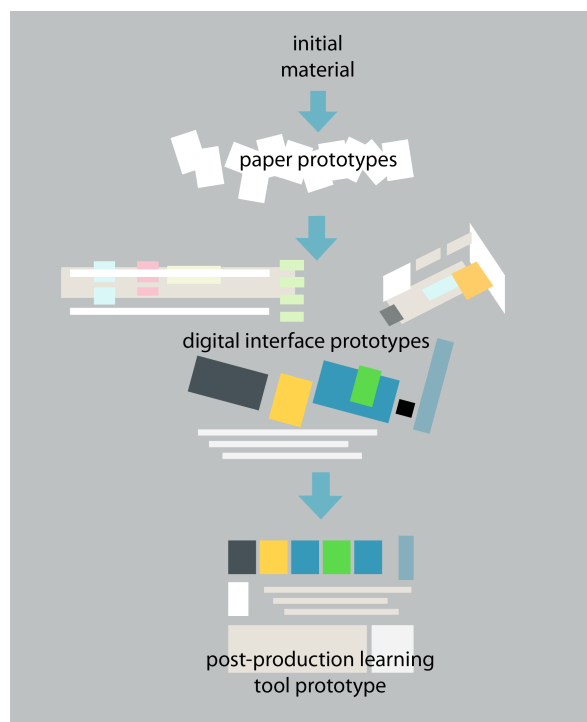 initial
material
paper prototypes
digital interface prototypes
post-production learning
tool prototype